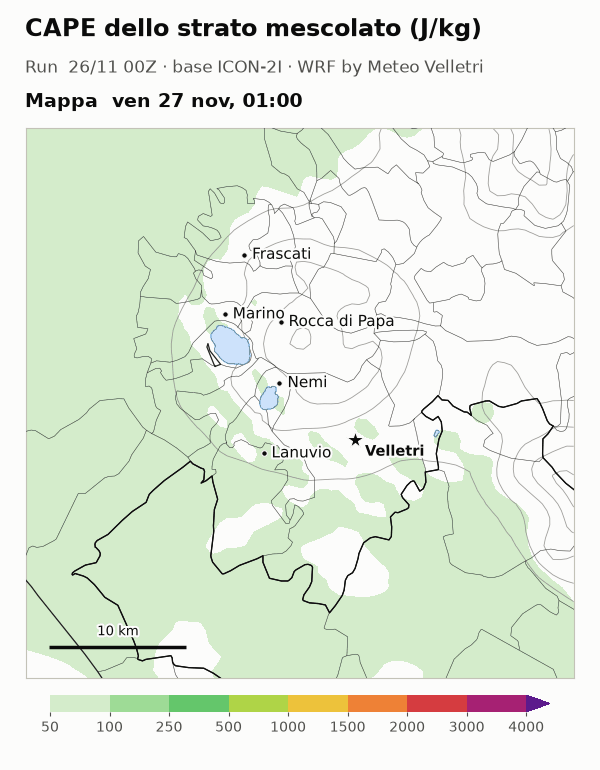 CAPE dello strato mescolato (J/kg)
Run  26/11 00Z · base ICON-2I · WRF by Meteo Velletri
Mappa  ven 27 nov, 01:00
Frascati
Marino
Rocca di Papa
Nemi
Velletri
Lanuvio
10 km
50 100 250 500 1000 1500 2000 3000 4000